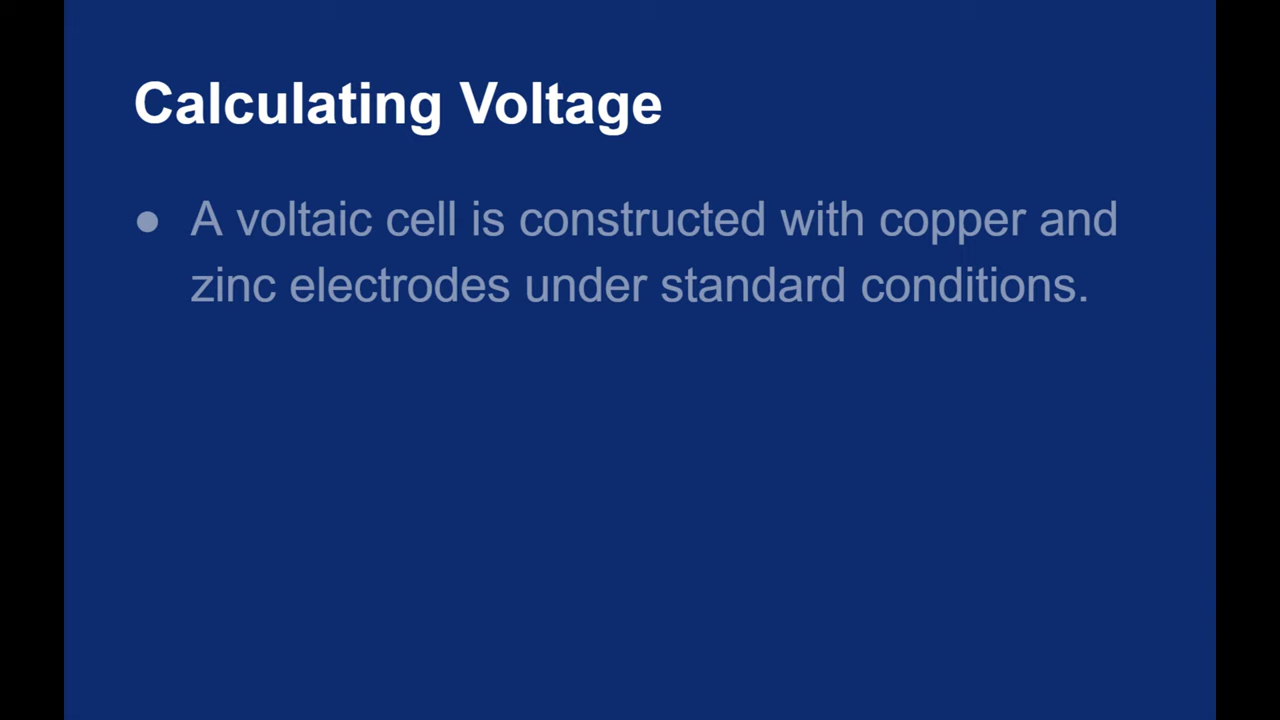 Calculating Voltage
● A voltaic cell is constructed with copper and
zinc electrodes under standard conditions.